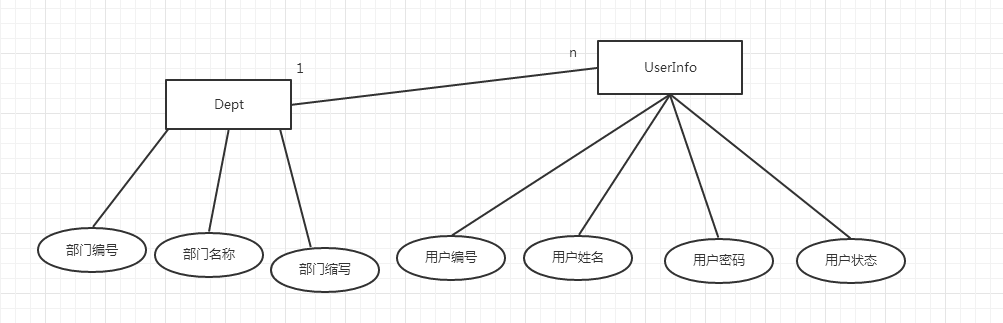 n
UserInfo
1
Dept
部门编号
部门名称
部门缩写
用户编号
用户姓名
用户密码
用户状态